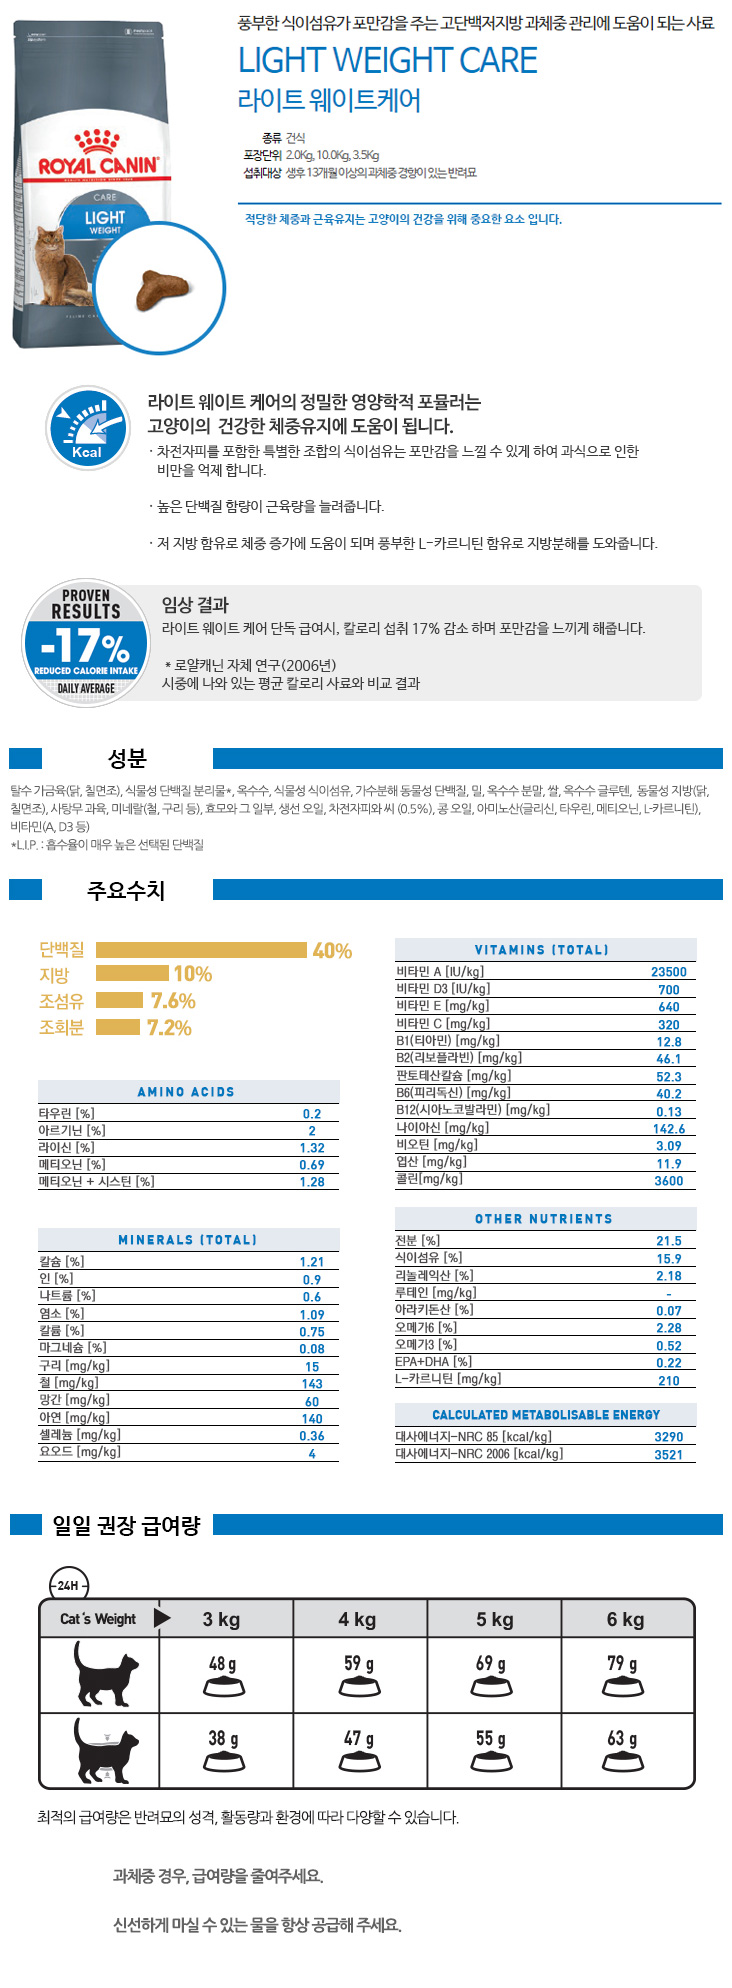 풍부한 식이섬유가 포만감을 주는 고단백저지방 과체중 관리에 도움이 되는 사료
LIGHT WEIGHT CARE
라이트 웨이트케어
종류 건식
포장단위 2.0Kg, 10.0Kg, 3.5Kg
섭취대상 생후 13개월 이상의 과체중 경향이 있는 반려묘
적당한 체중과 근육유지는 고양이의 건강을 위해 중요한 요소 입니다.
ROYAL CANIN
CARE
LIGHT
WEIGHT
라이트 웨이트 케어의 정밀한 영양학적 포뮬러는
고양이의 건강한 체중유지에 도움이 됩니다.
Kcal
· 차전자피를 포함한 특별한 조합의 식이섬유는 포만감을 느낄 수 있게 하여 과식으로 인한
비만을 억제 합니다.
· 높은 단백질 함량이 근육량을 늘려줍니다.
· 저 지방 함유로 체중 증가에 도움이 되며 풍부한 L-카르니틴 함유로 지방분해를 도와줍니다.
PROVEN
RESULTS
-17%
REDUCED CALORIE INTAKE
DAILY AVERAGE
임상 결과
라이트 웨이트 케어 단독 급여시, 칼로리 섭취 17% 감소 하며 포만감을 느끼게 해줍니다.
* 로얄캐닌 자체 연구(2006년)
시중에 나와 있는 평균 칼로리 사료와 비교 결과
성분
탈수 가금육(닭, 칠면조), 식물성 단백질 분리물*, 옥수수, 식물성 식이섬유, 가수분해 동물성 단백질, 밀, 옥수수 분말, 쌀, 옥수수 글루텐, 동물성 지방(닭,
칠면조), 사탕무 과육, 미네랄(철, 구리 등), 효모와 그 일부, 생선 오일, 차전자피와 씨 (0.5%), 콩 오일, 아미노산(글리신, 타우린, 메티오닌, L-카르니틴),
비타민(A, D3 등)
*L.I.P. : 흡수율이 매우 높은 선택된 단백질
주요수치
단백질 40%
지방 10%
조섬유 7.6%
조회분 7.2%
AMINO ACIDS
타우린 [%] 0.2
아르기닌 [%] 2
라이신 [%] 1.32
메티오닌 [%] 0.69
메티오닌 + 시스틴 [%] 1.28
MINERALS (TOTAL)
칼슘 [%] 1.21
인 [%] 0.9
나트륨 [%] 0.6
염소 [%] 1.09
칼륨 [%] 0.75
마그네슘 [%] 0.08
구리 [mg/kg] 15
철 [mg/kg] 143
망간 [mg/kg] 60
아연 [mg/kg] 140
셀레늄 [mg/kg] 0.36
요오드 [mg/kg] 4
VITAMINS (TOTAL)
비타민 A [IU/kg] 23500
비타민 D3 [IU/kg] 700
비타민 E [mg/kg] 640
비타민 C [mg/kg] 320
B1(티아민) [mg/kg] 12.8
B2(리보플라빈) [mg/kg] 46.1
판토테산칼슘 [mg/kg] 52.3
B6(피리독신) [mg/kg] 40.2
B12(시아노코발라민) [mg/kg] 0.13
나이아신 [mg/kg] 142.6
비오틴 [mg/kg] 3.09
엽산 [mg/kg] 11.9
콜린[mg/kg] 3600
OTHER NUTRIENTS
전분 [%] 21.5
식이섬유 [%] 15.9
리놀레익산 [%] 2.18
루테인 [mg/kg] -
아라키돈산 [%] 0.07
오메가6 [%] 2.28
오메가3 [%] 0.52
EPA+DHA [%] 0.22
L-카르니틴 [mg/kg] 210
CALCULATED METABOLISABLE ENERGY
대사에너지-NRC 85 [kcal/kg] 3290
대사에너지-NRC 2006 [kcal/kg] 3521
일일 권장 급여량
24H
Cat's Weight 3 kg 4 kg 5 kg 6 kg
48 g 59 g 69 g 79 g
38 g 47 g 55 g 63 g
최적의 급여량은 반려묘의 성격, 활동량과 환경에 따라 다양할 수 있습니다.
과체중 경우, 급여량을 줄여주세요.
신선하게 마실 수 있는 물을 항상 공급해 주세요.